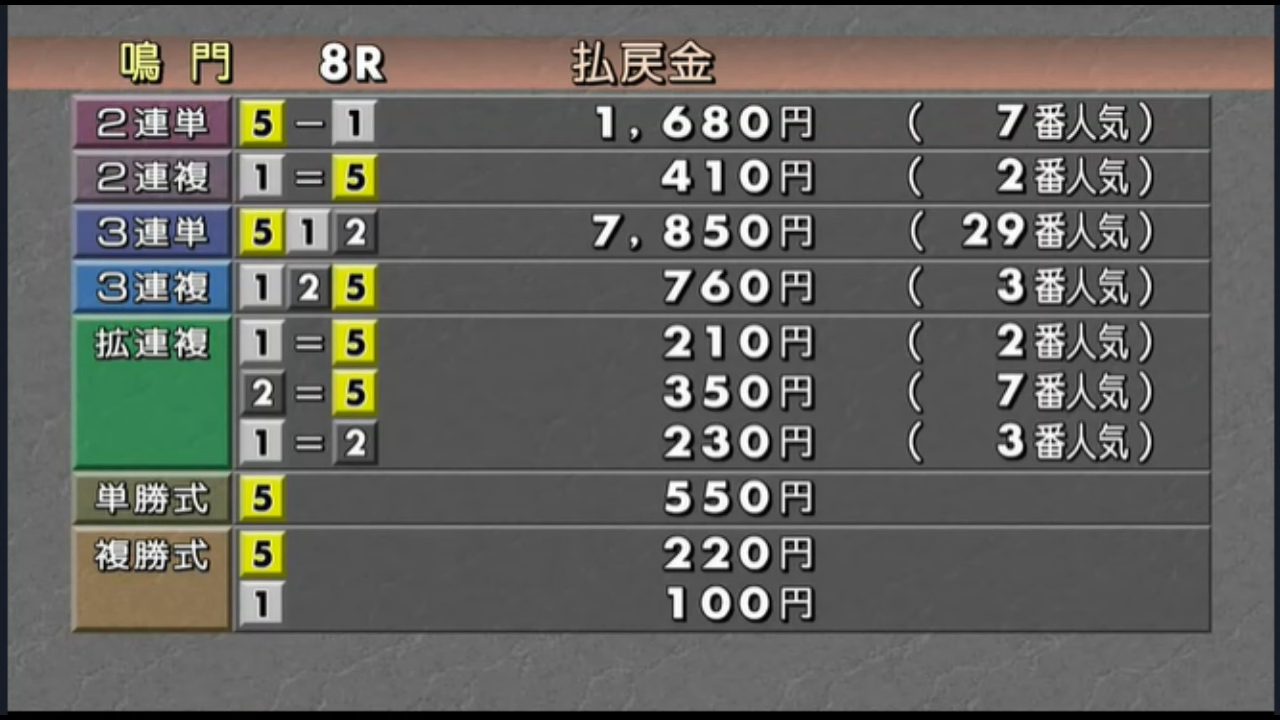 鳴門 8R 払戻金
2連単 5-1 1,680円 (7番人気)
2連複 1=5 410円 (2番人気)
3連単 5 1 2 7,850円 (29番人気)
3連複 1 2 5 760円 (3番人気)
拡連複 1=5 210円 (2番人気)
2=5 350円 (7番人気)
1=2 230円 (3番人気)
単勝式 5 550円
複勝式 5 220円
1 100円